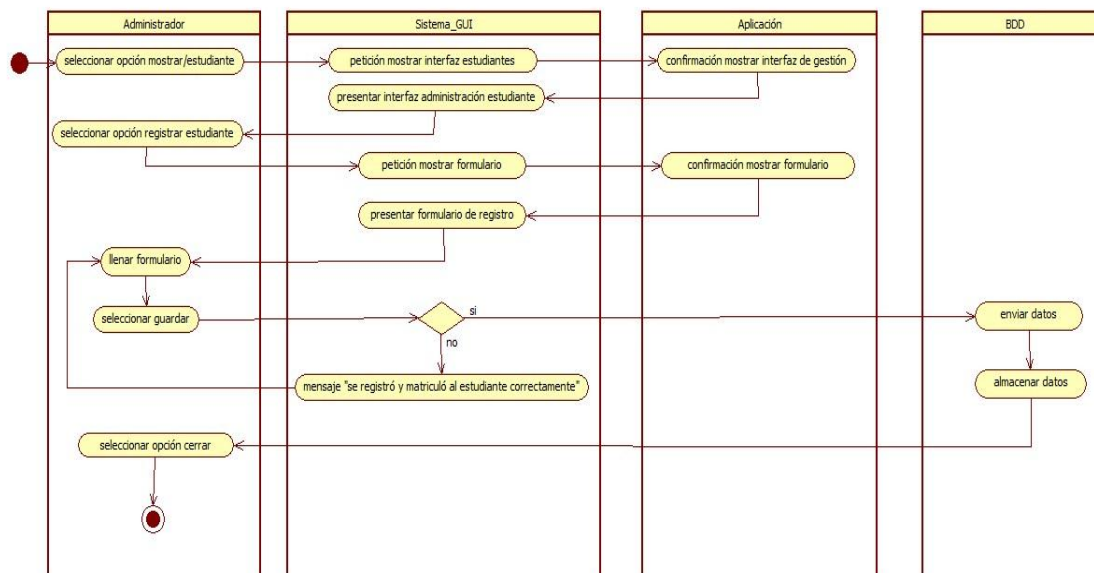 Administrador
Sistema_GUI
Aplicación
BDD
seleccionar opción mostrar/estudiante
petición mostrar interfaz estudiantes
confirmación mostrar interfaz de gestión
presentar interfaz administración estudiante
seleccionar opción registrar estudiante
petición mostrar formulario
confirmación mostrar formulario
presentar formulario de registro
llenar formulario
seleccionar guardar
si
no
enviar datos
mensaje "se registró y matriculó al estudiante correctamente"
almacenar datos
seleccionar opción cerrar